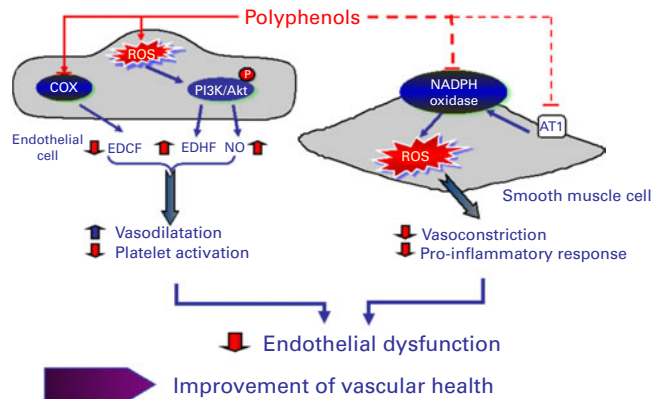 Polyphenols
ROS
P
COX
PI3K/Akt
NADPH
oxidase
AT1
Endothelial
cell
EDCF
EDHF
NO
ROS
Smooth muscle cell
Vasodilatation
Platelet activation
Vasoconstriction
Pro-inflammatory response
Endothelial dysfunction
Improvement of vascular health